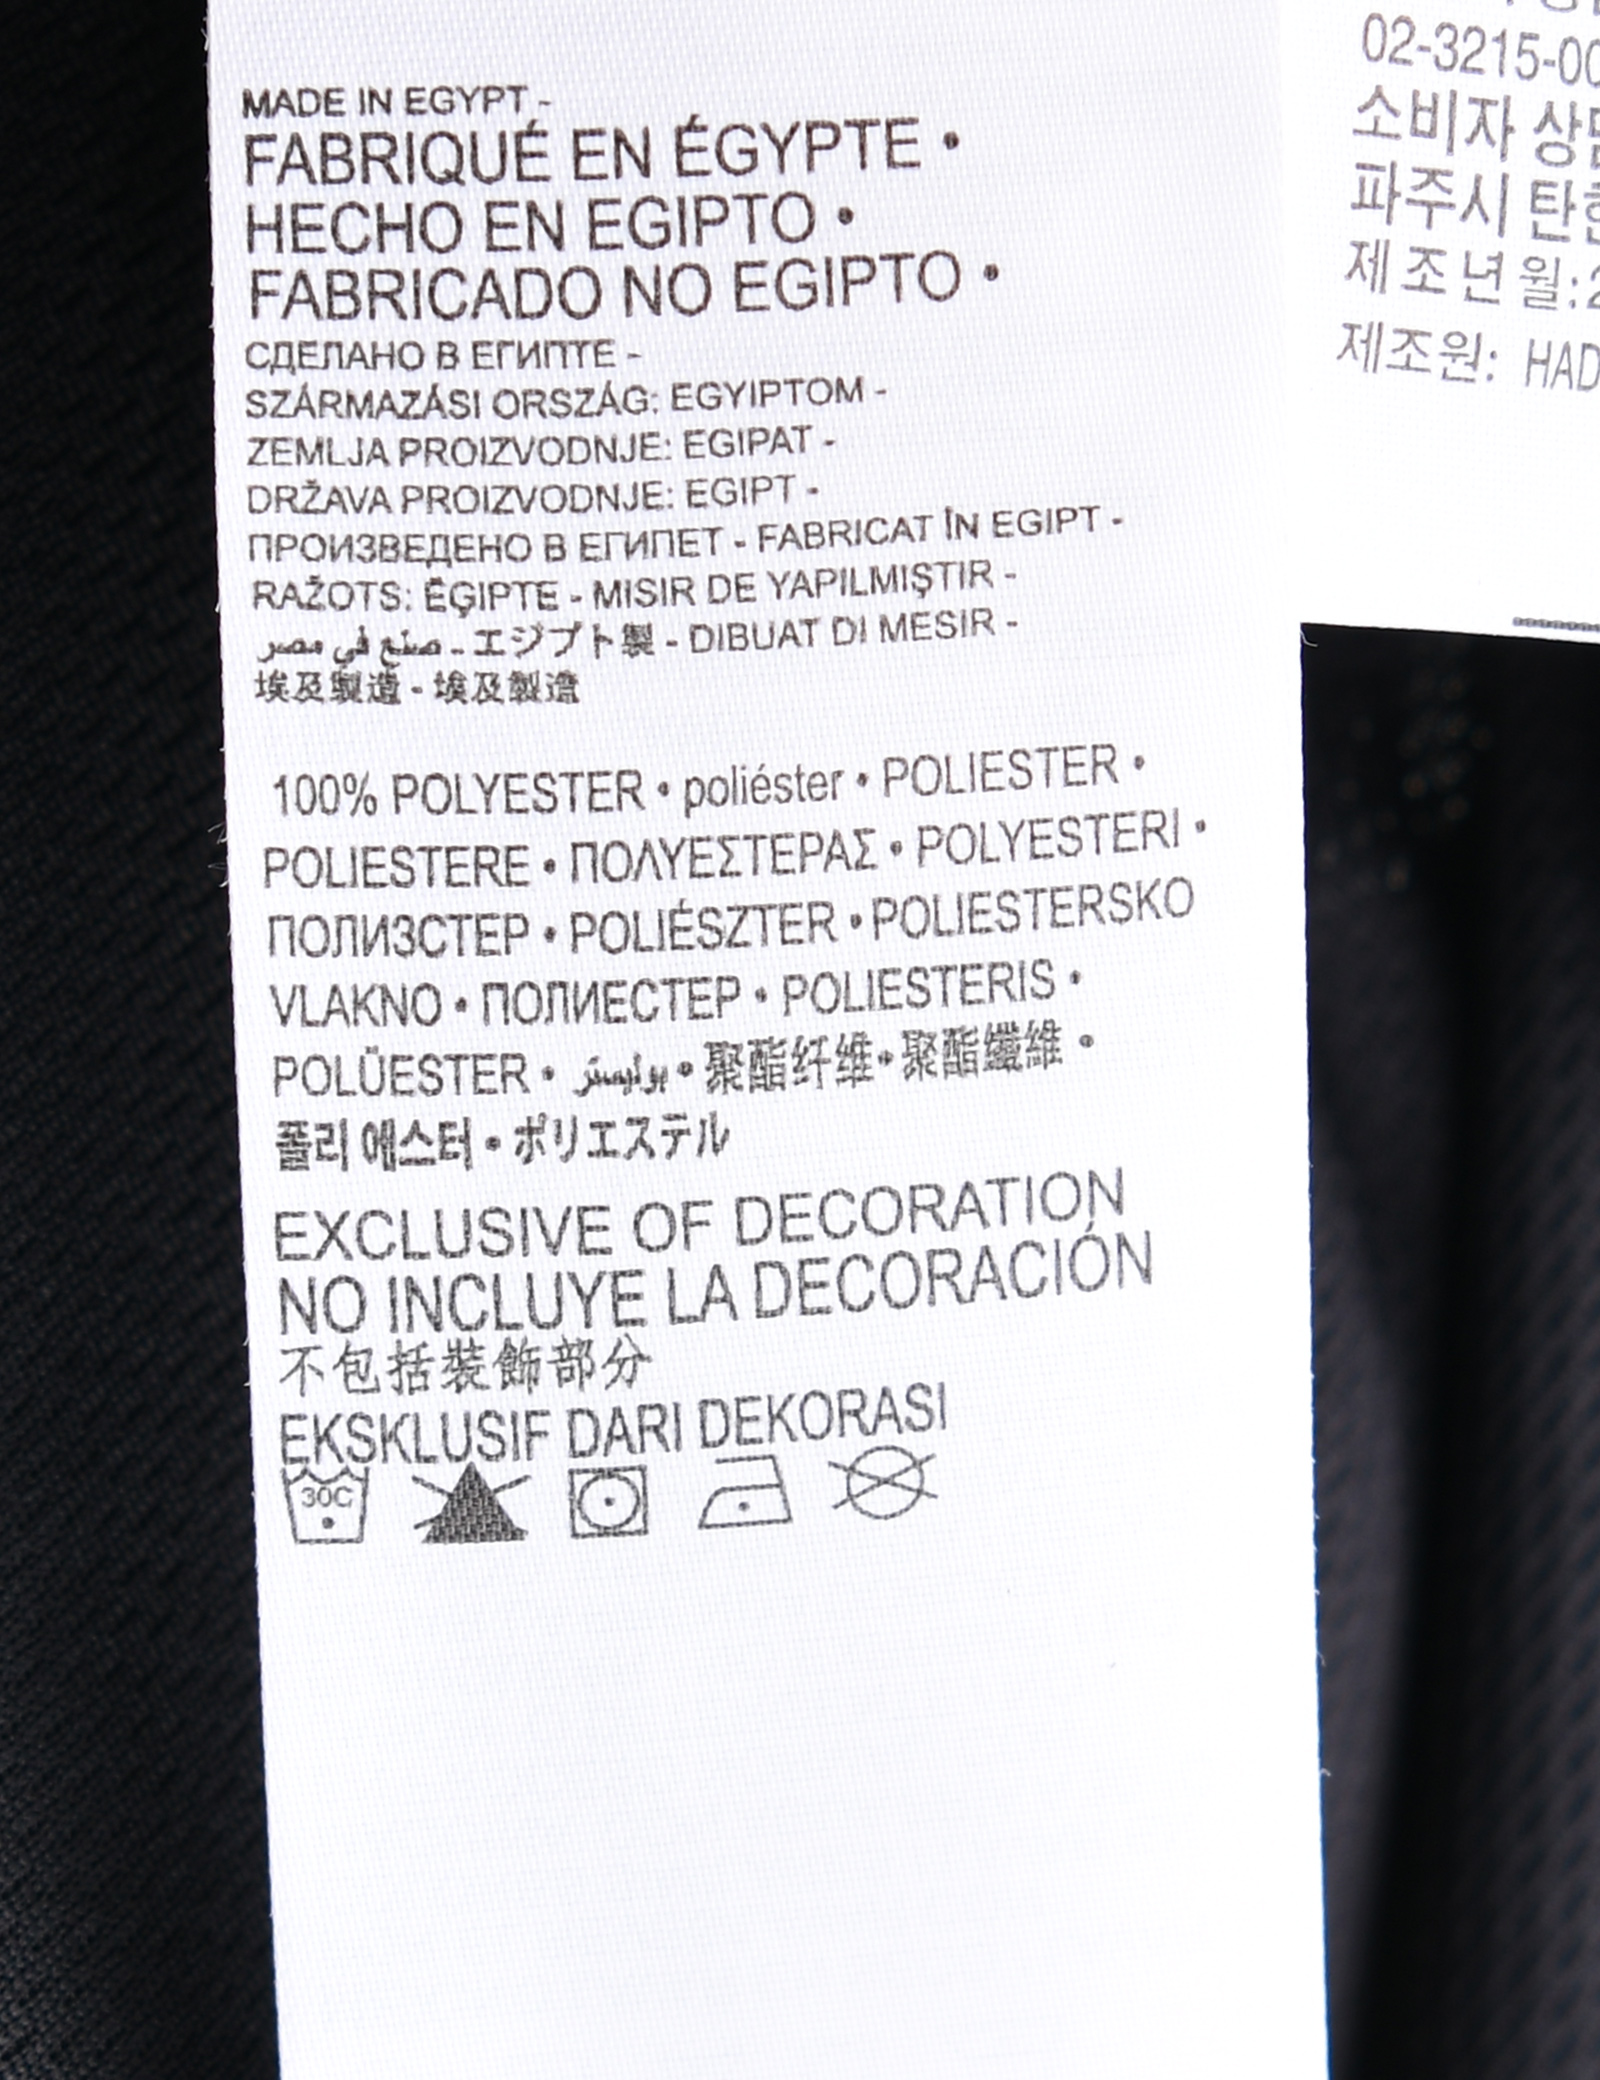 MADE IN EGYPT -
FABRIQUÉ EN ÉGYPTE •
HECHO EN EGIPTO •
FABRICADO NO EGIPTO •
СДЕЛАНО В ЕГИПТЕ -
SZÁRMAZÁSI ORSZÁG: EGYIPTOM -
ZEMLJA PROIZVODNJE: EGIPAT -
DRŽAVA PROIZVODNJE: EGIPT -
ПРОИЗВЕДЕНО В ЕГИПЕТ - FABRICAT ÎN EGIPT -
RAŽOTS: ĒĢIPTE - MISIR DE YAPILMIŞTIR -
صنع في مصر - エジプト製 - DIBUAT DI MESIR -
埃及製造 - 埃及製造
100% POLYESTER • poliéster • POLIESTER •
POLIESTERE • ΠΟΛΥΕΣΤΕΡΑΣ • POLYESTERI •
ПОЛИЗСТЕР • POLIÉSZTER • POLIESTERSKO
VLAKNO • ПОЛИЕСТЕР • POLIESTERIS •
POLÜESTER • بوليستر • 聚酯纤维 • 聚酯纖維 •
폴리 에스터 • ポリエステル
EXCLUSIVE OF DECORATION
NO INCLUYE LA DECORACIÓN
不包括裝飾部分
EKSKLUSIF DARI DEKORASI
30C
02-3215-00
소비자
파주시
제조년월:2
제조원: HAD